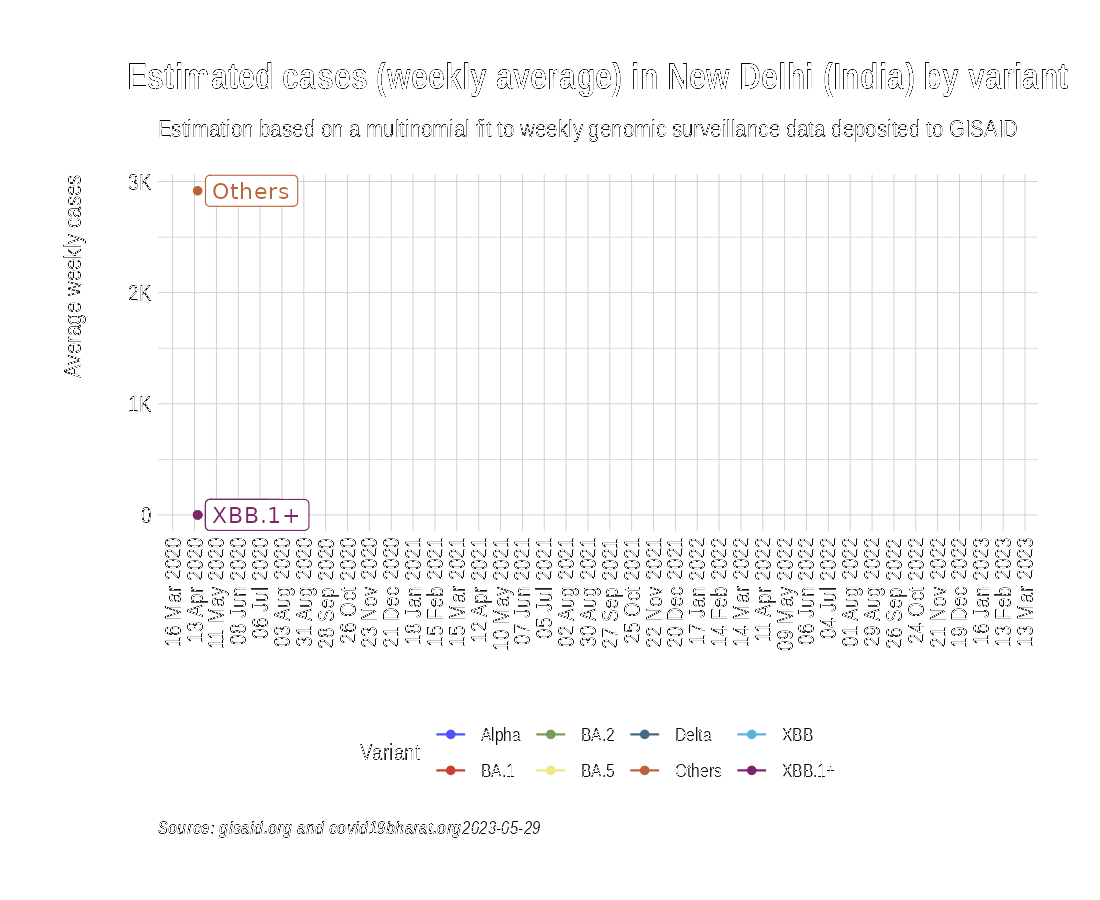 Estimated cases (weekly average) in New Delhi (India) by variant
Estimation based on a multinomial fit to weekly genomic surveillance data deposited to GISAID
Average weekly cases
3K
2K
1K
0
Others
XBB.1+
16 Mar 2020
13 Apr 2020
11 May 2020
08 Jun 2020
06 Jul 2020
03 Aug 2020
31 Aug 2020
28 Sep 2020
26 Oct 2020
23 Nov 2020
21 Dec 2020
18 Jan 2021
15 Feb 2021
15 Mar 2021
12 Apr 2021
10 May 2021
07 Jun 2021
05 Jul 2021
02 Aug 2021
30 Aug 2021
27 Sep 2021
25 Oct 2021
22 Nov 2021
20 Dec 2021
17 Jan 2022
14 Feb 2022
14 Mar 2022
11 Apr 2022
09 May 2022
06 Jun 2022
04 Jul 2022
01 Aug 2022
29 Aug 2022
26 Sep 2022
24 Oct 2022
21 Nov 2022
19 Dec 2022
16 Jan 2023
13 Feb 2023
13 Mar 2023
Variant
Alpha BA.2 Delta XBB
BA.1 BA.5 Others XBB.1+
Source: gisaid.org and covid19bharat.org2023-05-29